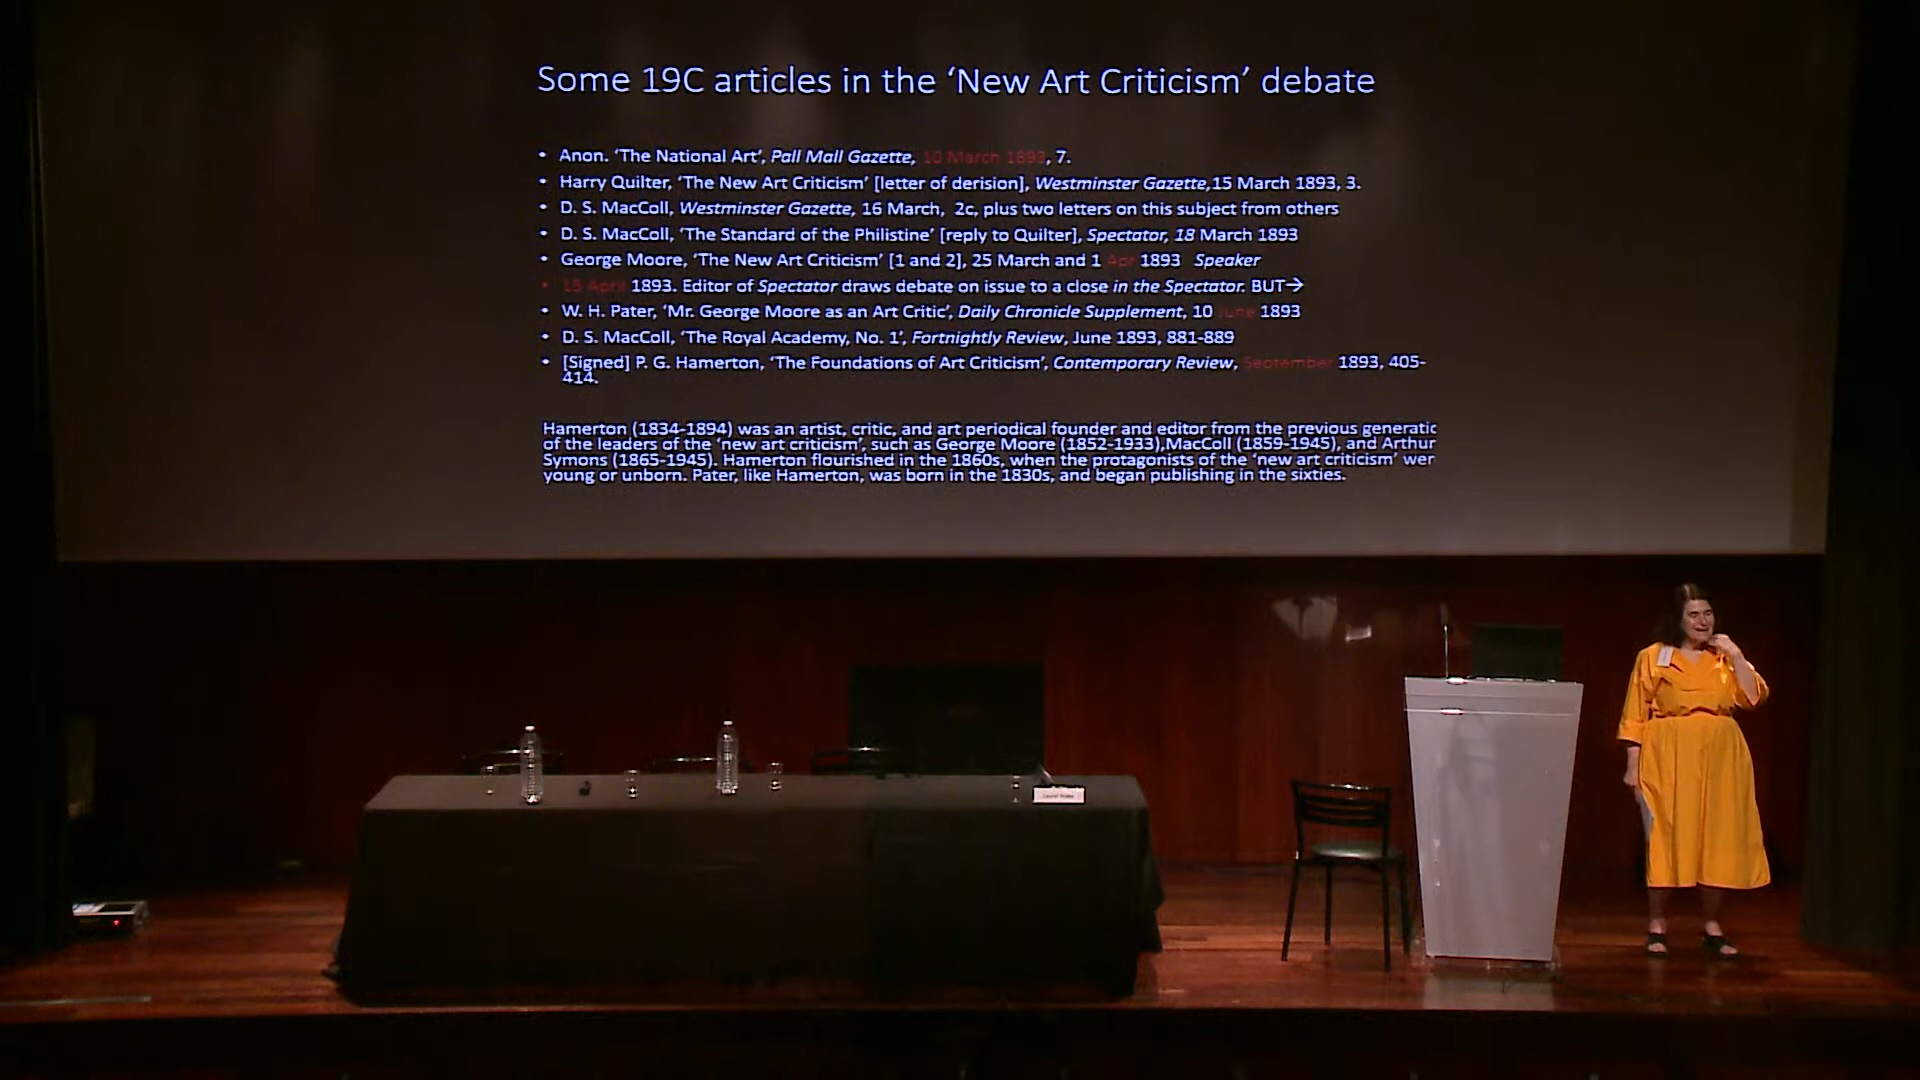 Some 19C articles in the ‘New Art Criticism’ debate
• Anon. ‘The National Art’, Pall Mall Gazette, 10 March 1893, 7.
• Harry Quilter, ‘The New Art Criticism’ [letter of derision], Westminster Gazette,15 March 1893, 3.
• D. S. MacColl, Westminster Gazette, 16 March, 2c, plus two letters on this subject from others
• D. S. MacColl, ‘The Standard of the Philistine’ [reply to Quilter], Spectator, 18 March 1893
• George Moore, ‘The New Art Criticism’ [1 and 2], 25 March and 1 Apr 1893 Speaker
• 15 April 1893. Editor of Spectator draws debate on issue to a close in the Spectator. BUT→
• W. H. Pater, ‘Mr. George Moore as an Art Critic’, Daily Chronicle Supplement, 10 June 1893
• D. S. MacColl, ‘The Royal Academy, No. 1’, Fortnightly Review, June 1893, 881-889
• [Signed] P. G. Hamerton, ‘The Foundations of Art Criticism’, Contemporary Review, September 1893, 405-
414.
Hamerton (1834-1894) was an artist, critic, and art periodical founder and editor from the previous generatic
of the leaders of the ‘new art criticism’, such as George Moore (1852-1933),MacColl (1859-1945), and Arthur
Symons (1865-1945). Hamerton flourished in the 1860s, when the protagonists of the ‘new art criticism’ wer
young or unborn. Pater, like Hamerton, was born in the 1830s, and began publishing in the sixties.